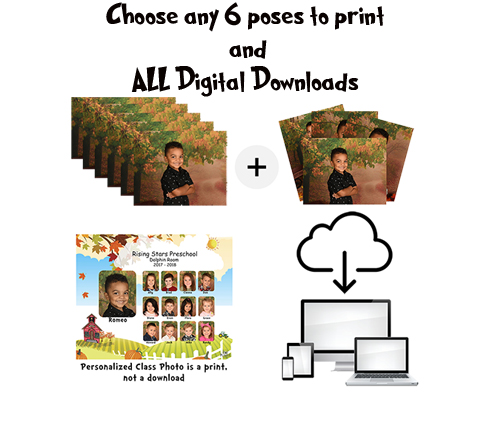 Choose any 6 poses to print
and
ALL Digital Downloads
+
Rising Stars Preschool
Dolphin Room
2017 - 2018
Romeo
Personalized Class Photo is a print,
not a download